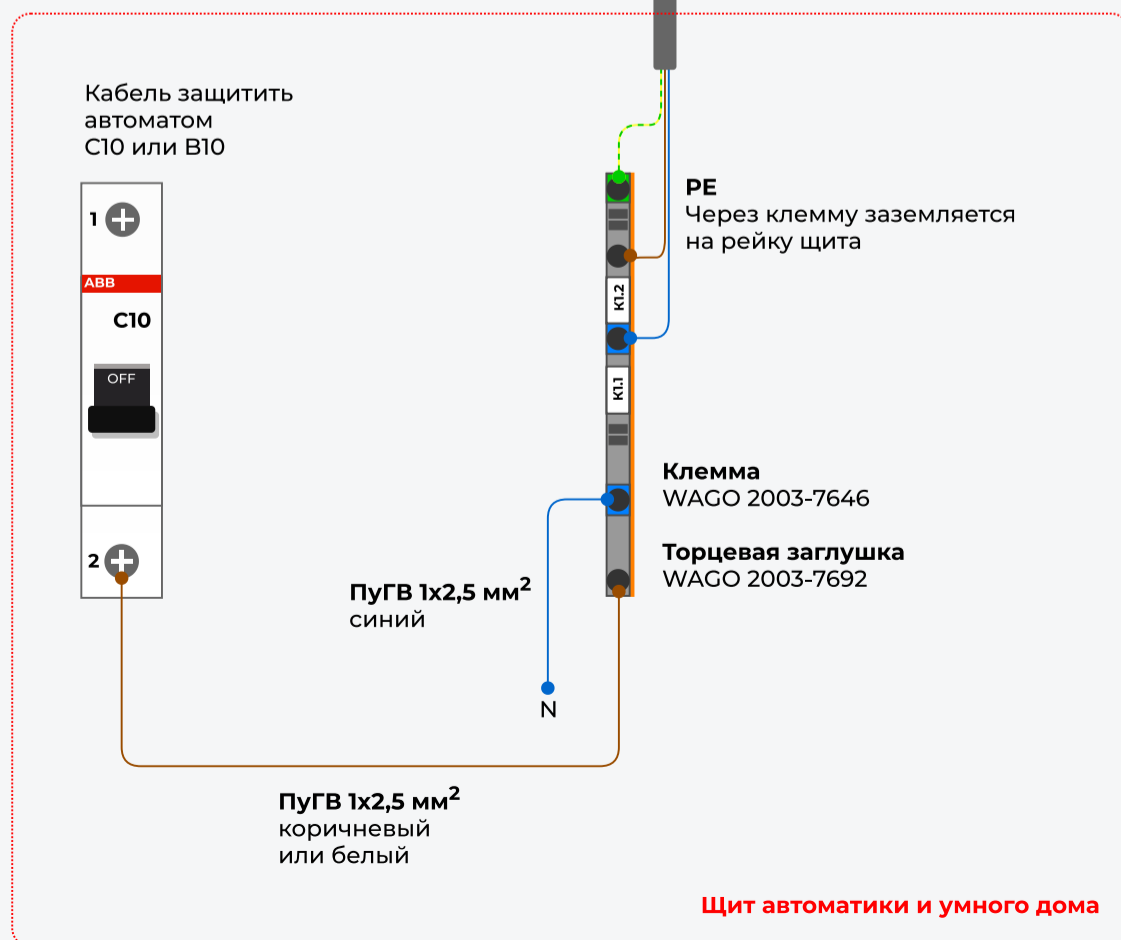 Кабель защитить
автоматом
C10 или B10
1
ABB
C10
OFF
2
PE
Через клемму заземляется
на рейку щита
К1.2
К1.1
Клемма
WAGO 2003-7646
Торцевая заглушка
WAGO 2003-7692
ПуГВ 1х2,5 мм²
синий
N
ПуГВ 1х2,5 мм²
коричневый
или белый
Щит автоматики и умного дома